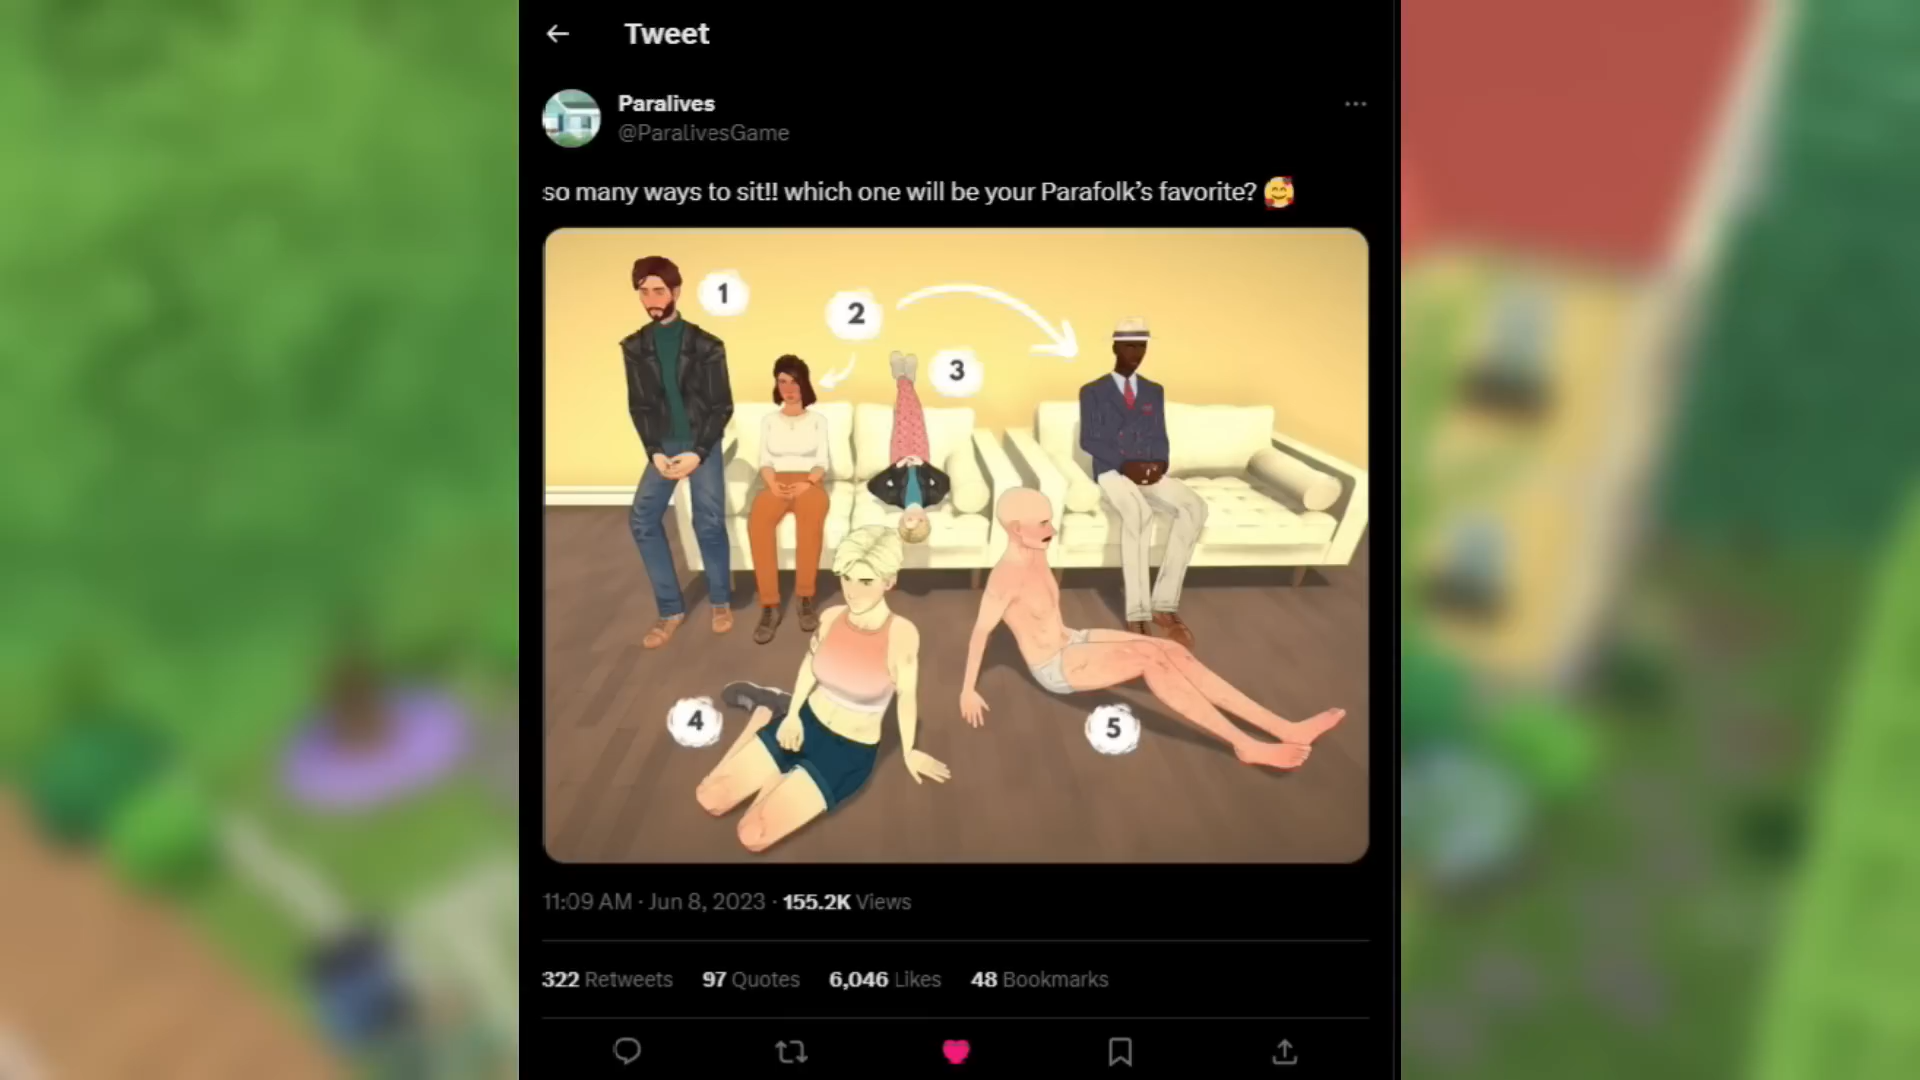 Tweet
Paralives
@ParalivesGame
so many ways to sit!! which one will be your Parafolk’s favorite? 🥰
1
2
3
4
5
11:09 AM · Jun 8, 2023 · 155.2K Views
322 Retweets 97 Quotes 6,046 Likes 48 Bookmarks